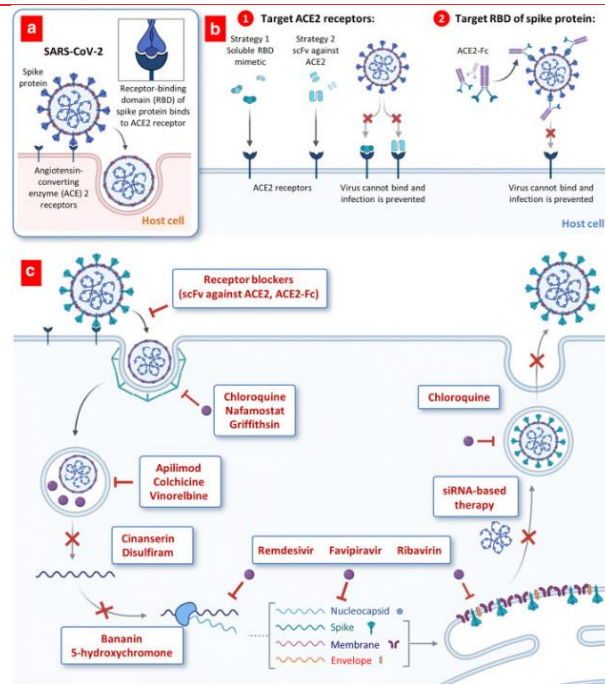 a
SARS-CoV-2
Spike
protein
Receptor-binding
domain (RBD) of
spike protein binds
to ACE2 receptor
Angiotensin-
converting
enzyme (ACE) 2
receptors
Host cell
b
1 Target ACE2 receptors:
Strategy 1
Soluble RBD
mimetic
Strategy 2
scFv against
ACE2
ACE2 receptors
Virus cannot bind and
infection is prevented
2 Target RBD of spike protein:
ACE2-Fc
Virus cannot bind and
infection is prevented
Host cell
c
Receptor blockers
(scFv against ACE2, ACE2-Fc)
Chloroquine
Nafamostat
Griffithsin
Chloroquine
Apilimod
Colchicine
Vinorelbine
siRNA-based
therapy
Cinanserin
Disulfiram
Remdesivir Favipiravir Ribavirin
Bananin
5-hydroxychromone
Nucleocapsid
Spike
Membrane
Envelope